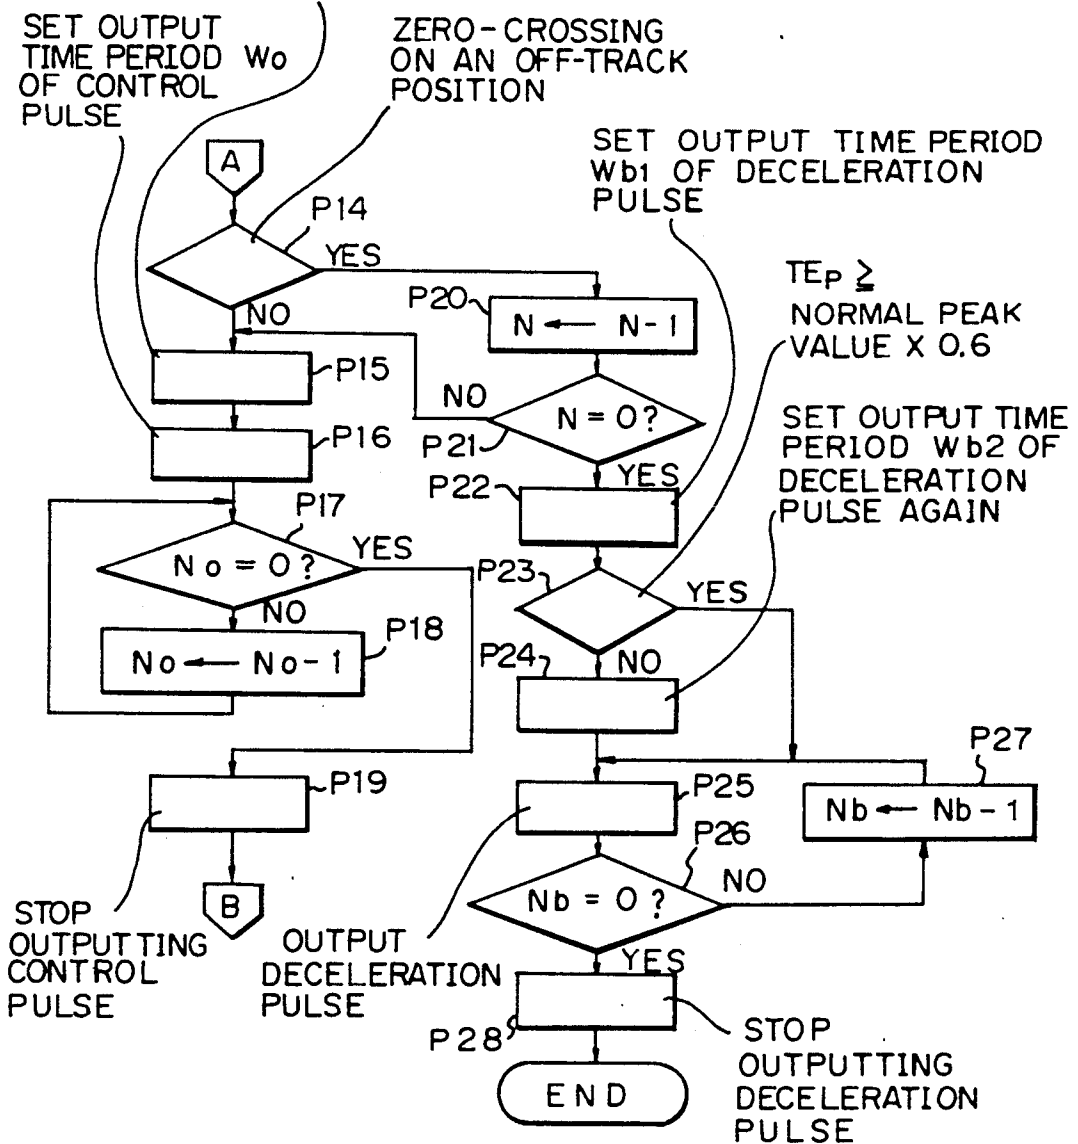 SET OUTPUT
TIME PERIOD Wo
OF CONTROL
PULSE
ZERO-CROSSING
ON AN OFF-TRACK
POSITION
A
P14
YES
NO
SET OUTPUT TIME PERIOD
Wb1 OF DECELERATION
PULSE
P20
N ← N-1
TEP ≧
NORMAL PEAK
VALUE X 0.6
P15
NO
N = 0?
P21
YES
P16
P22
SET OUTPUT TIME
PERIOD Wb2 OF
DECELERATION
PULSE AGAIN
P17
No = 0?
YES
NO
P18
No ← No-1
P23
YES
NO
P24
P19
B
STOP
OUTPUTTING
CONTROL
PULSE
P25
P27
Nb ← Nb-1
P26
Nb = 0?
NO
YES
OUTPUT
DECELERATION
PULSE
P28
STOP
OUTPUTTING
DECELERATION
PULSE
END